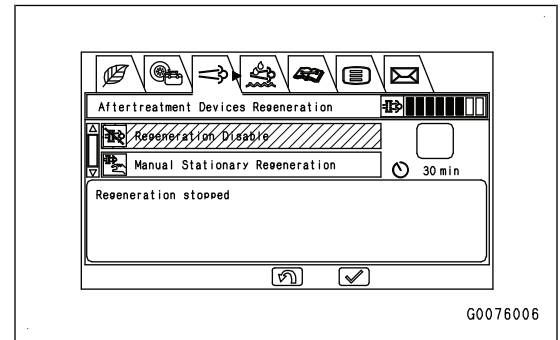 Aftertreatment Devices Regeneration
Regeneration Disable
Manual Stationary Regeneration
30 min
Regeneration stopped
G0076006